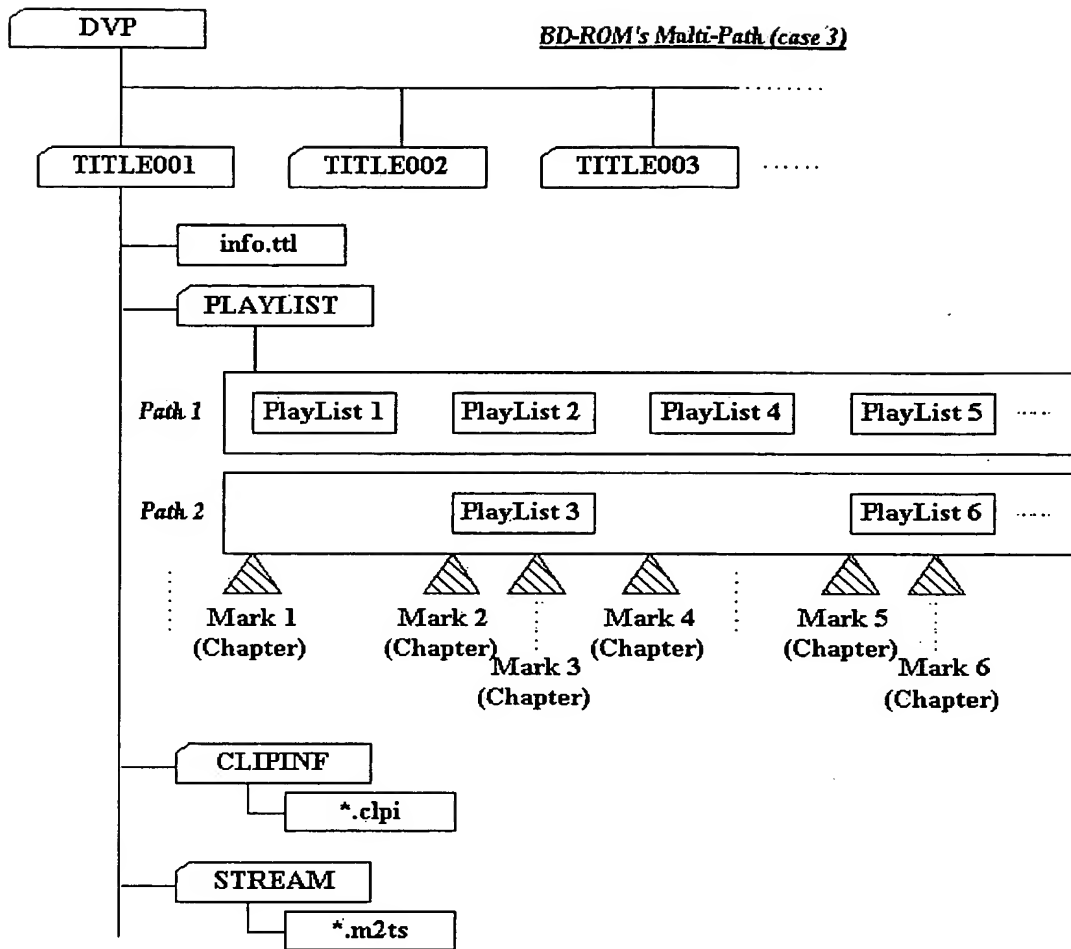 DVP
BD-ROM's Multi-Path (case 3)
TITLE001
TITLE002
TITLE003
info.ttl
PLAYLIST
Path 1
PlayList 1
PlayList 2
PlayList 4
PlayList 5
Path 2
PlayList 3
PlayList 6
Mark 1
(Chapter)
Mark 2
(Chapter)
Mark 3
(Chapter)
Mark 4
(Chapter)
Mark 5
(Chapter)
Mark 6
(Chapter)
CLIPINF
*.clpi
STREAM
*.m2ts